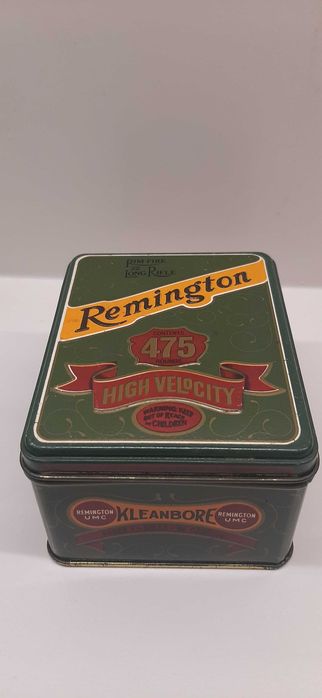 RIM-FIRE
22
LONG RIFLE
Remington
CONTENTS
475
ROUNDS
HIGH VELOCITY
WARNING: KEEP
OUT OF REACH
OF CHILDREN
REMINGTON
UMC
KLEANBORE
REMINGTON
UMC